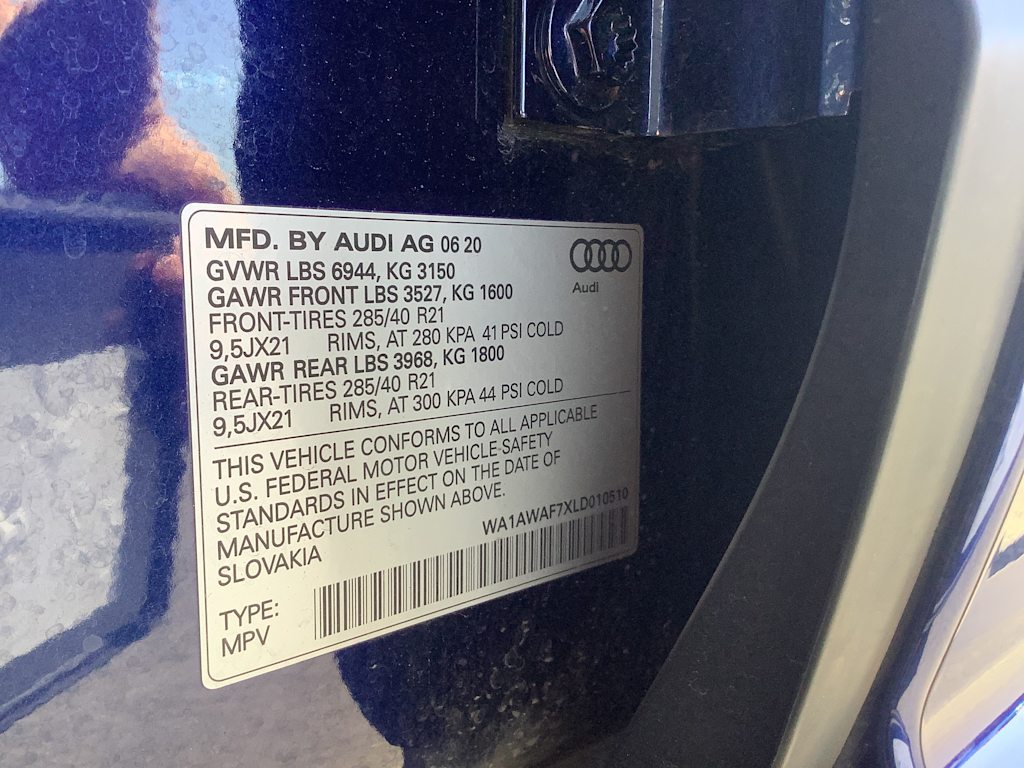 MFD. BY AUDI AG 06 20
Audi
GVWR LBS 6944, KG 3150
GAWR FRONT LBS 3527, KG 1600
FRONT-TIRES 285/40 R21
9,5JX21 RIMS, AT 280 KPA 41 PSI COLD
GAWR REAR LBS 3968, KG 1800
REAR-TIRES 285/40 R21
9,5JX21 RIMS, AT 300 KPA 44 PSI COLD
THIS VEHICLE CONFORMS TO ALL APPLICABLE
U.S. FEDERAL MOTOR VEHICLE SAFETY
STANDARDS IN EFFECT ON THE DATE OF
MANUFACTURE SHOWN ABOVE.
SLOVAKIA
WA1AWAF7XLD010510
TYPE:
MPV